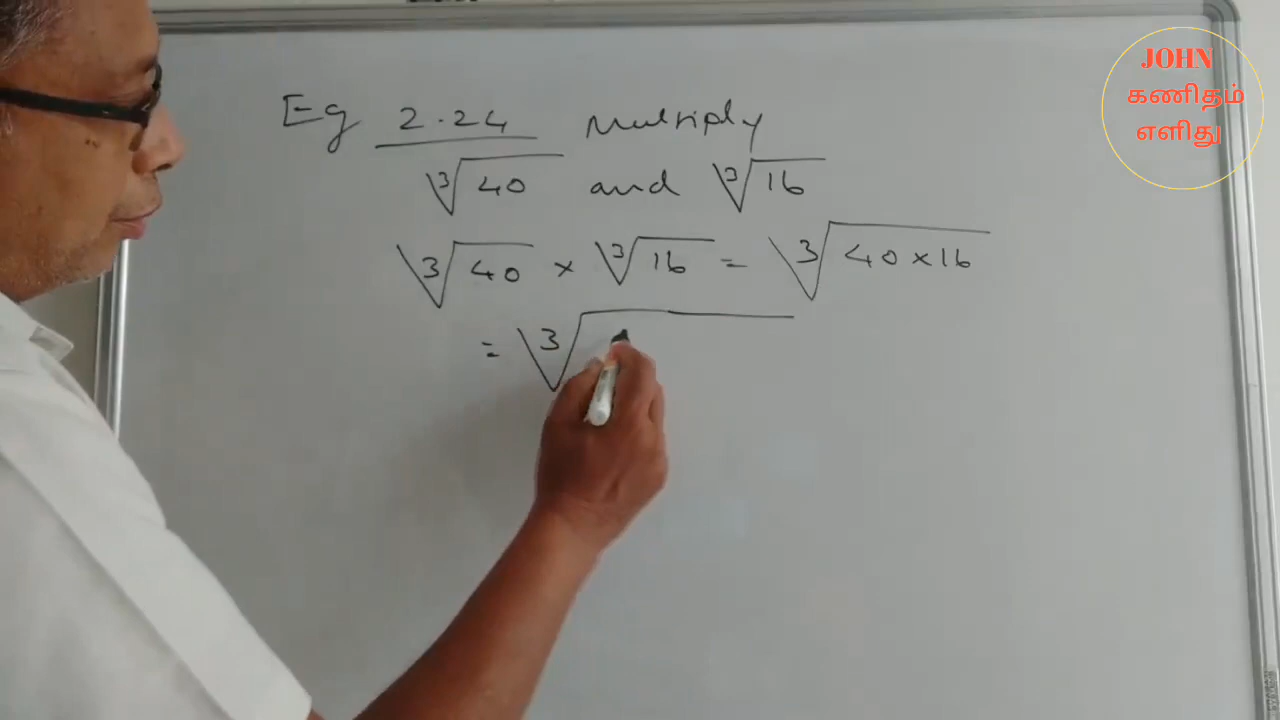 JOHN
கணிதம்
எளிது
Eg 2.24 Multiply
∛40 and ∛16
∛40 × ∛16 = ∛40×16
= ∛